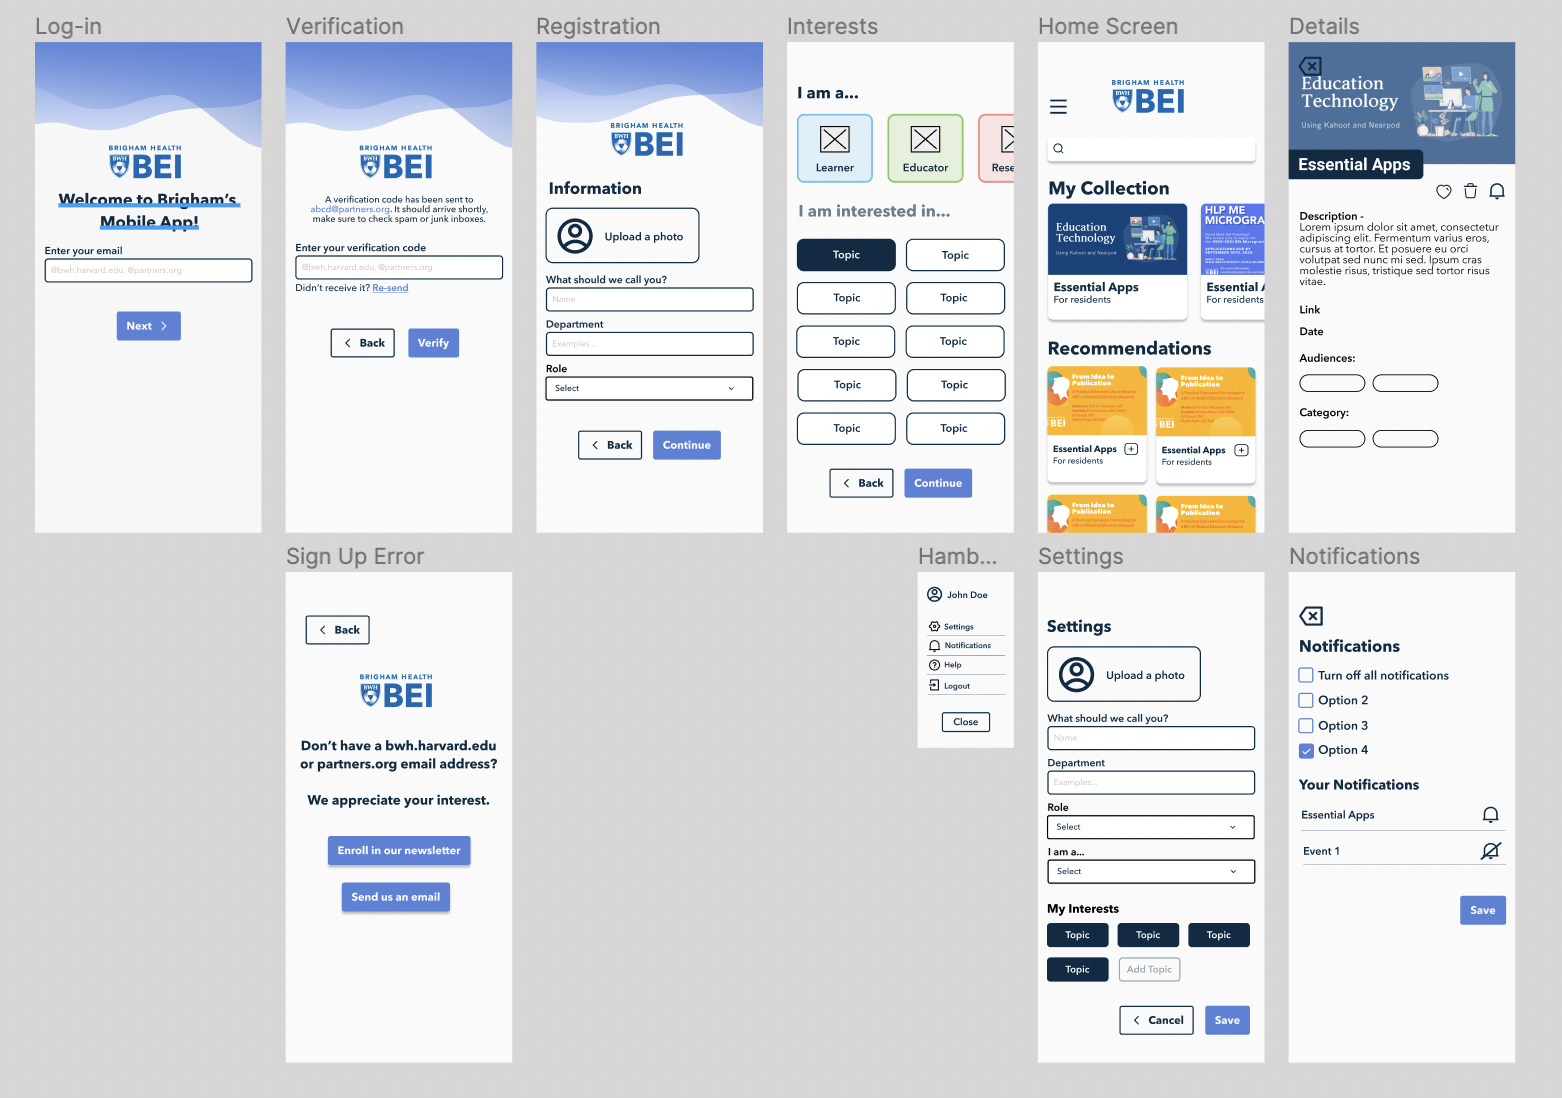 Log-in
BRIGHAM HEALTH
BWH BEI
Welcome to Brigham's
Mobile App!
Enter your email
@bwh.harvard.edu, @partners.org
Next
Verification
BRIGHAM HEALTH
BWH BEI
A verification code has been sent to
abcd@partners.org. It should arrive shortly,
make sure to check spam or junk inboxes.
Enter your verification code
@bwh.harvard.edu, @partners.org
Didn't receive it? Re-send
Back
Verify
Registration
BRIGHAM HEALTH
BWH BEI
Information
Upload a photo
What should we call you?
Name
Department
Examples...
Role
Select
Back
Continue
Interests
I am a...
Learner
Educator
Rese
I am interested in...
Topic
Topic
Topic
Topic
Topic
Topic
Topic
Topic
Topic
Topic
Back
Continue
Home Screen
BRIGHAM HEALTH
BWH BEI
My Collection
Education
Technology
Using Kahoot and Nearpod
Essential Apps
For residents
HLP ME
MICROGRA
BEI
Essential A
For residents
Recommendations
From Idea to
Publication
BEI
Essential Apps
For residents
From Idea to
Publication
BEI
Essential Apps
For residents
From Idea to
Publication
From Idea to
Publication
Details
Education
Technology
Using Kahoot and Nearpod
Essential Apps
Description -
Lorem ipsum dolor sit amet, consectetur
adipiscing elit. Fermentum varius eros,
cursus at tortor. Et posuere eu orci
volutpat sed nunc mi sed. Ipsum cras
molestie risus, tristique sed tortor risus
vitae.
Link
Date
Audiences:
Category:
Sign Up Error
Back
BRIGHAM HEALTH
BWH BEI
Don't have a bwh.harvard.edu
or partners.org email address?
We appreciate your interest.
Enroll in our newsletter
Send us an email
Hamb...
John Doe
Settings
Notifications
Help
Logout
Close
Settings
Settings
Upload a photo
What should we call you?
Name
Department
Examples...
Role
Select
I am a...
Select
My Interests
Topic
Topic
Topic
Topic
Add Topic
Cancel
Save
Notifications
Notifications
Turn off all notifications
Option 2
Option 3
Option 4
Your Notifications
Essential Apps
Event 1
Save